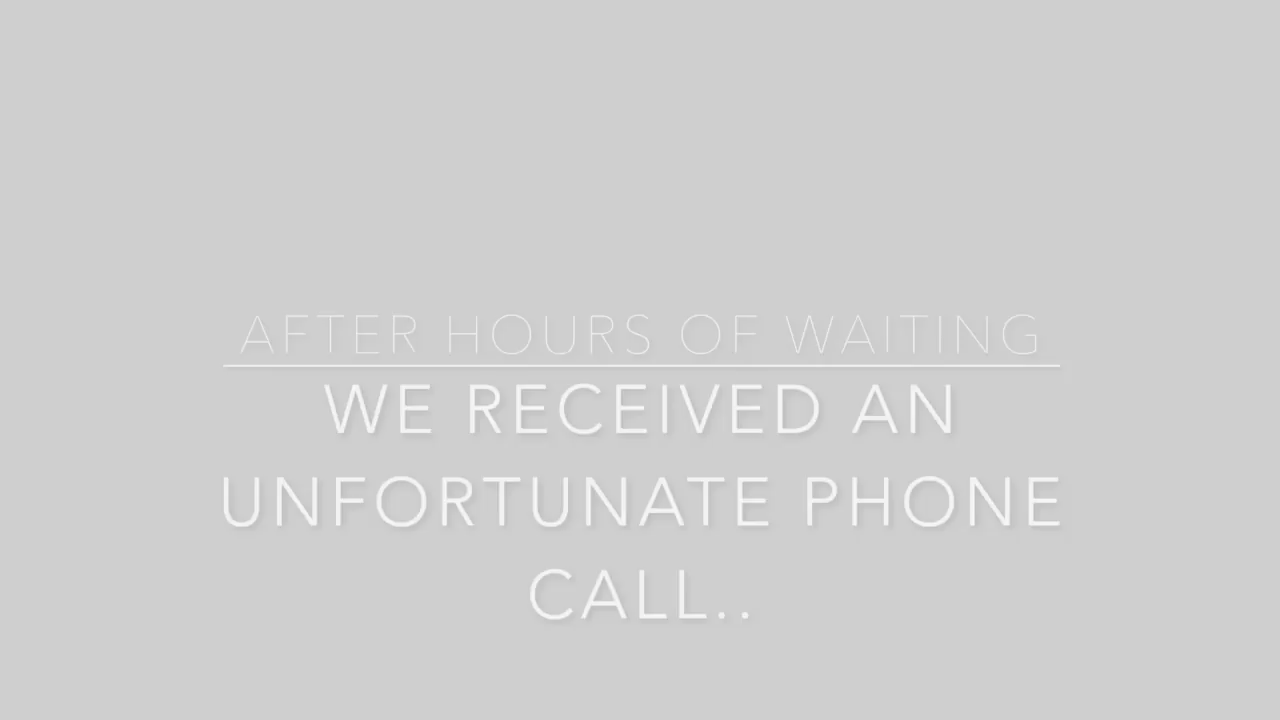 AFTER HOURS OF WAITING
WE RECEIVED AN
UNFORTUNATE PHONE
CALL..